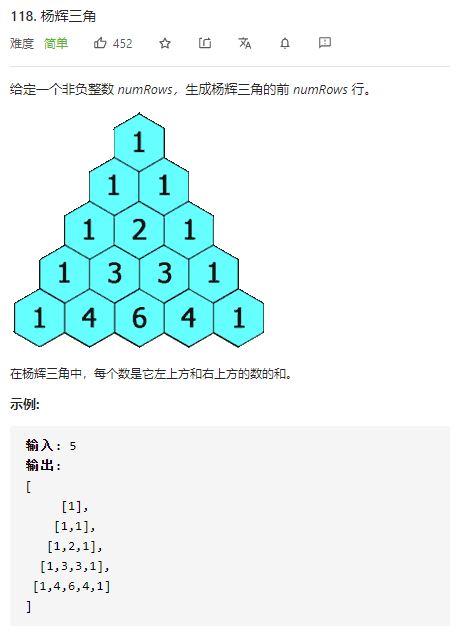 118. 杨辉三角
难度 简单 452
给定一个非负整数 numRows，生成杨辉三角的前 numRows 行。
1
1 1
1 2 1
1 3 3 1
1 4 6 4 1
在杨辉三角中，每个数是它左上方和右上方的数的和。
示例:
输入: 5
输出:
[
[1],
[1,1],
[1,2,1],
[1,3,3,1],
[1,4,6,4,1]
]